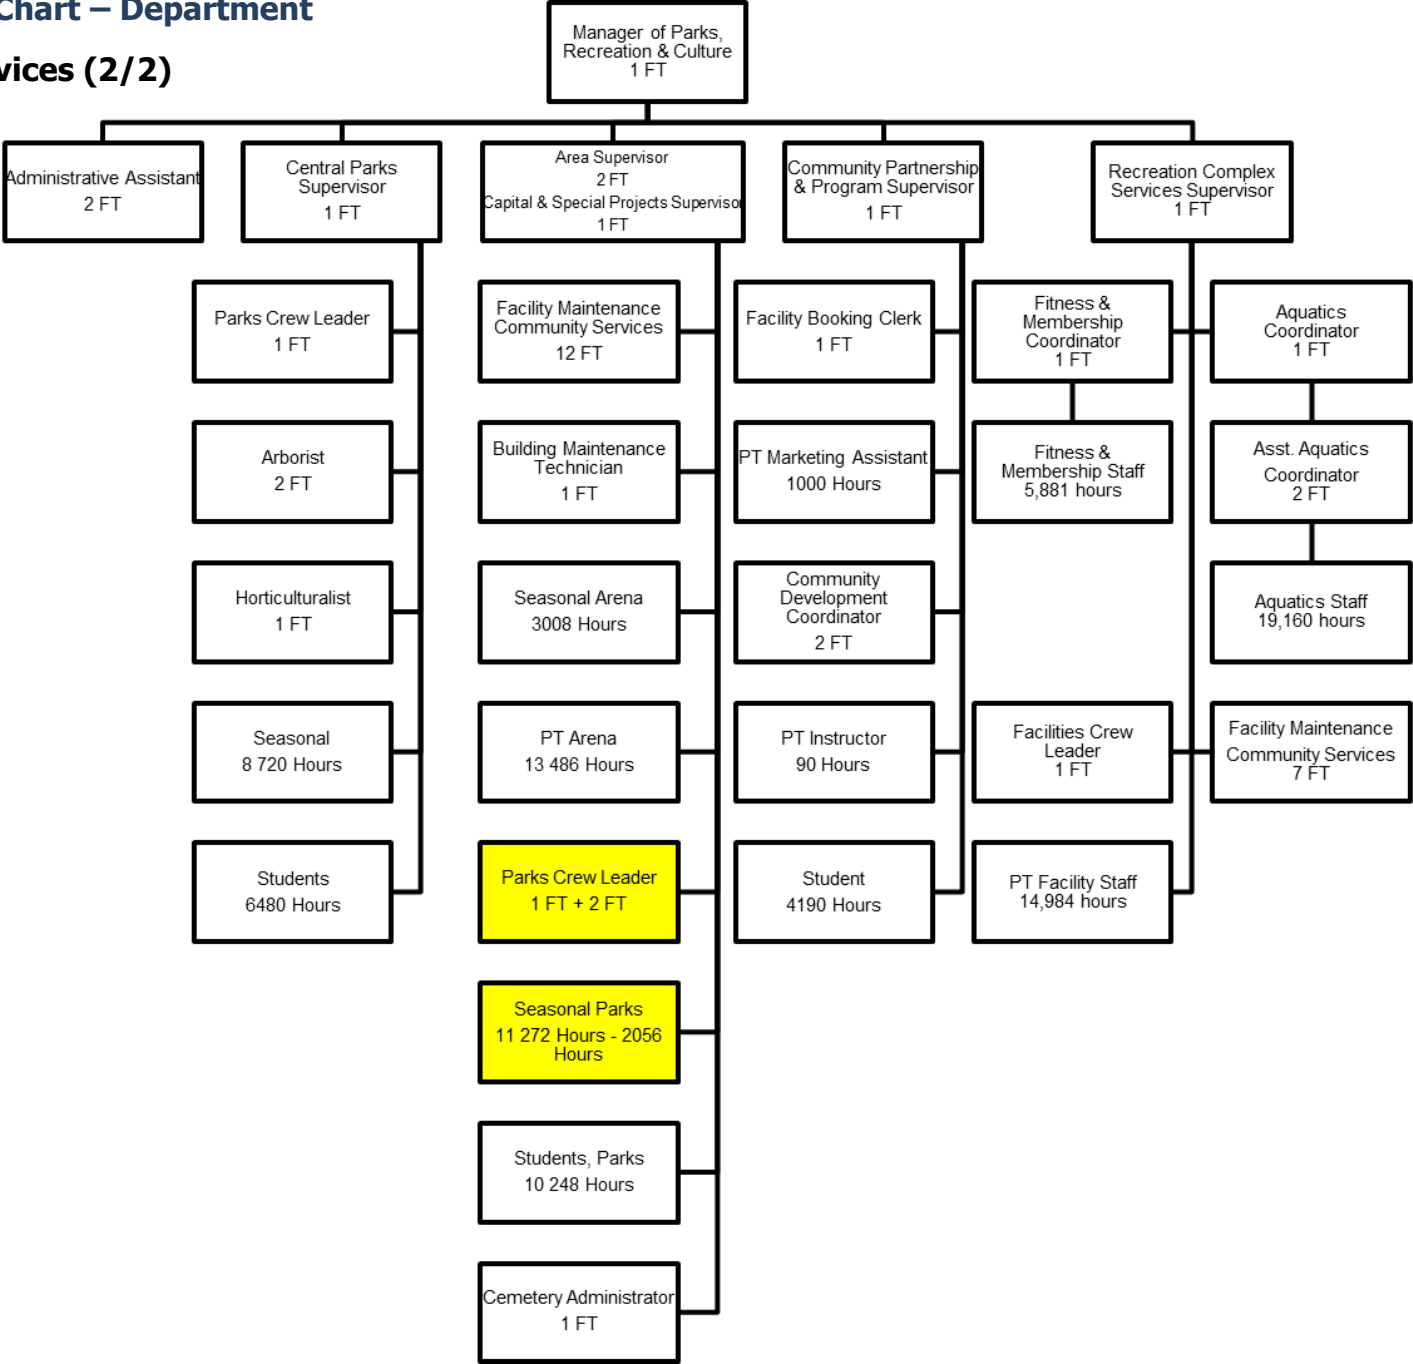 Chart – Department
vices (2/2)
Manager of Parks,
Recreation & Culture
1 FT
Administrative Assistant
2 FT
Central Parks
Supervisor
1 FT
Area Supervisor
2 FT
Capital & Special Projects Supervisor
1 FT
Community Partnership
& Program Supervisor
1 FT
Recreation Complex
Services Supervisor
1 FT
Parks Crew Leader
1 FT
Arborist
2 FT
Horticulturalist
1 FT
Seasonal
8 720 Hours
Students
6480 Hours
Facility Maintenance
Community Services
12 FT
Building Maintenance
Technician
1 FT
Seasonal Arena
3008 Hours
PT Arena
13 486 Hours
Parks Crew Leader
1 FT + 2 FT
Seasonal Parks
11 272 Hours - 2056
Hours
Students, Parks
10 248 Hours
Cemetery Administrator
1 FT
Facility Booking Clerk
1 FT
PT Marketing Assistant
1000 Hours
Community
Development
Coordinator
2 FT
PT Instructor
90 Hours
Student
4190 Hours
Fitness &
Membership
Coordinator
1 FT
Fitness &
Membership Staff
5,881 hours
Facilities Crew
Leader
1 FT
PT Facility Staff
14,984 hours
Aquatics
Coordinator
1 FT
Asst. Aquatics
Coordinator
2 FT
Aquatics Staff
19,160 hours
Facility Maintenance
Community Services
7 FT